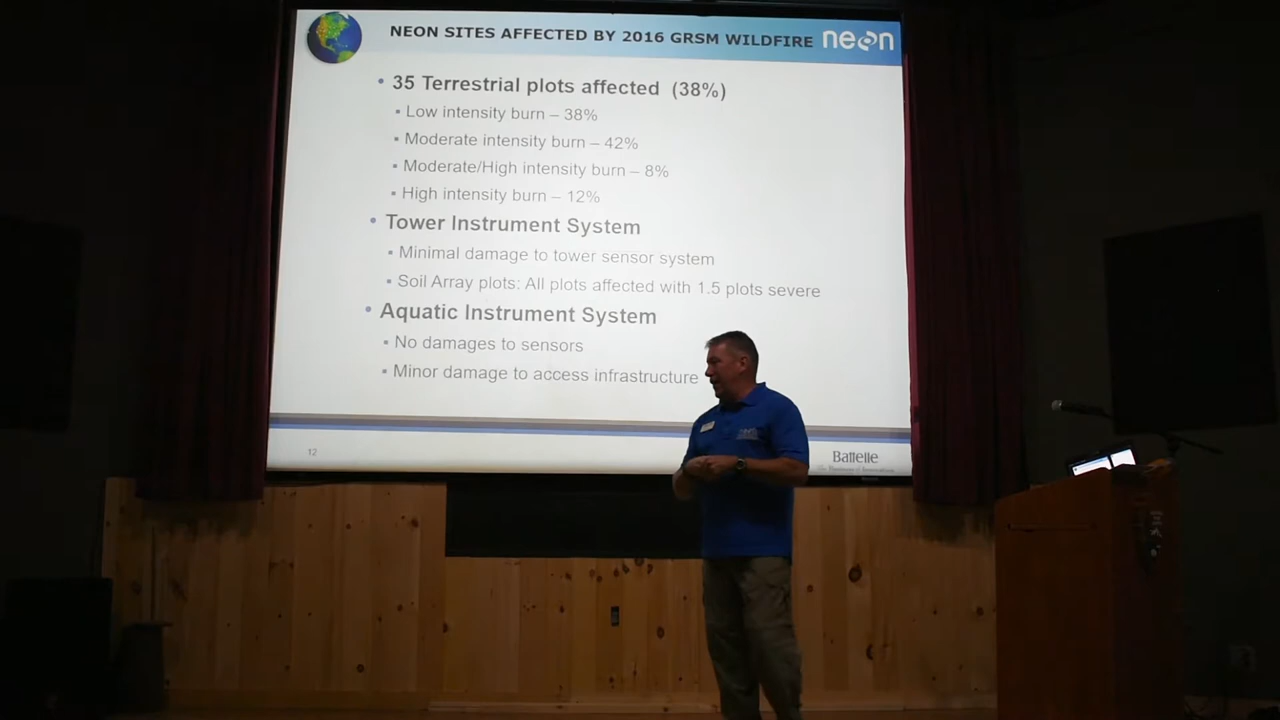 NEON SITES AFFECTED BY 2016 GRSM WILDFIRE neon
• 35 Terrestrial plots affected (38%)
▪ Low intensity burn – 38%
▪ Moderate intensity burn – 42%
▪ Moderate/High intensity burn – 8%
▪ High intensity burn – 12%
• Tower Instrument System
▪ Minimal damage to tower sensor system
▪ Soil Array plots: All plots affected with 1.5 plots severe
• Aquatic Instrument System
▪ No damages to sensors
▪ Minor damage to access infrastructure
12
Battelle